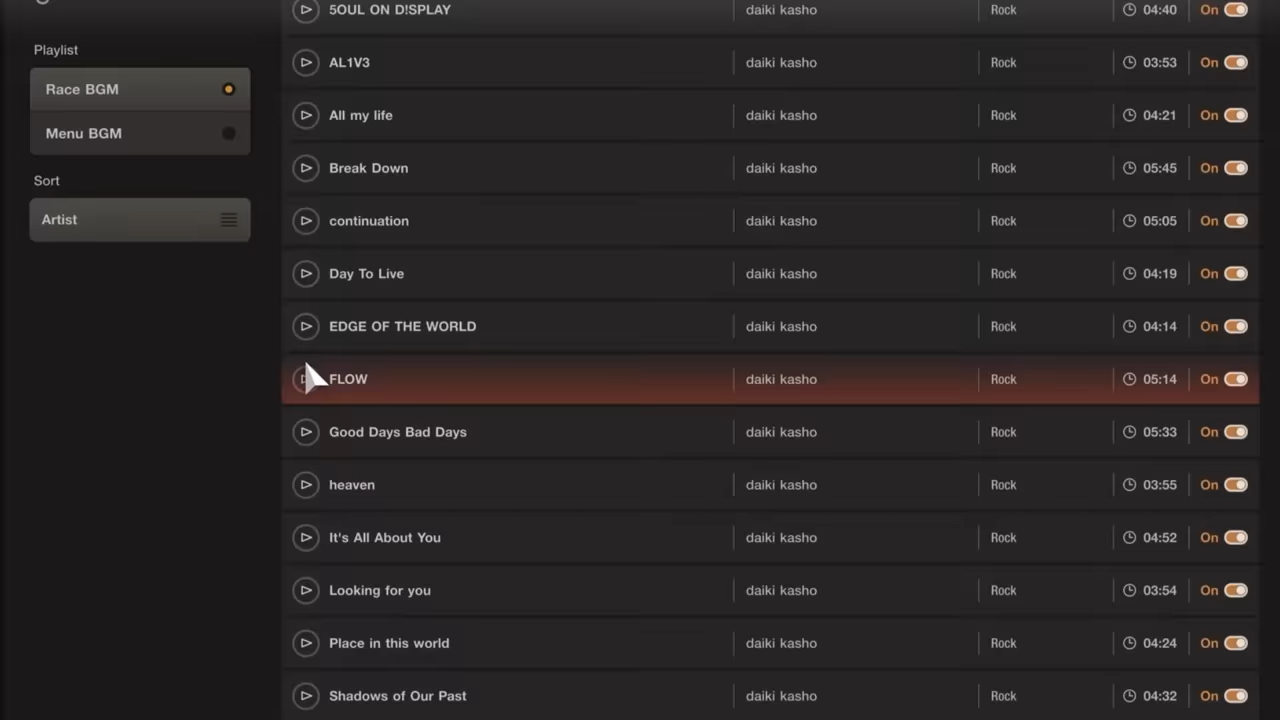 5OUL ON D!SPLAY daiki kasho Rock 04:40 On
Playlist
Race BGM
Menu BGM
Sort
Artist
AL1V3 daiki kasho Rock 03:53 On
All my life daiki kasho Rock 04:21 On
Break Down daiki kasho Rock 05:45 On
continuation daiki kasho Rock 05:05 On
Day To Live daiki kasho Rock 04:19 On
EDGE OF THE WORLD daiki kasho Rock 04:14 On
FLOW daiki kasho Rock 05:14 On
Good Days Bad Days daiki kasho Rock 05:33 On
heaven daiki kasho Rock 03:55 On
It's All About You daiki kasho Rock 04:52 On
Looking for you daiki kasho Rock 03:54 On
Place in this world daiki kasho Rock 04:24 On
Shadows of Our Past daiki kasho Rock 04:32 On